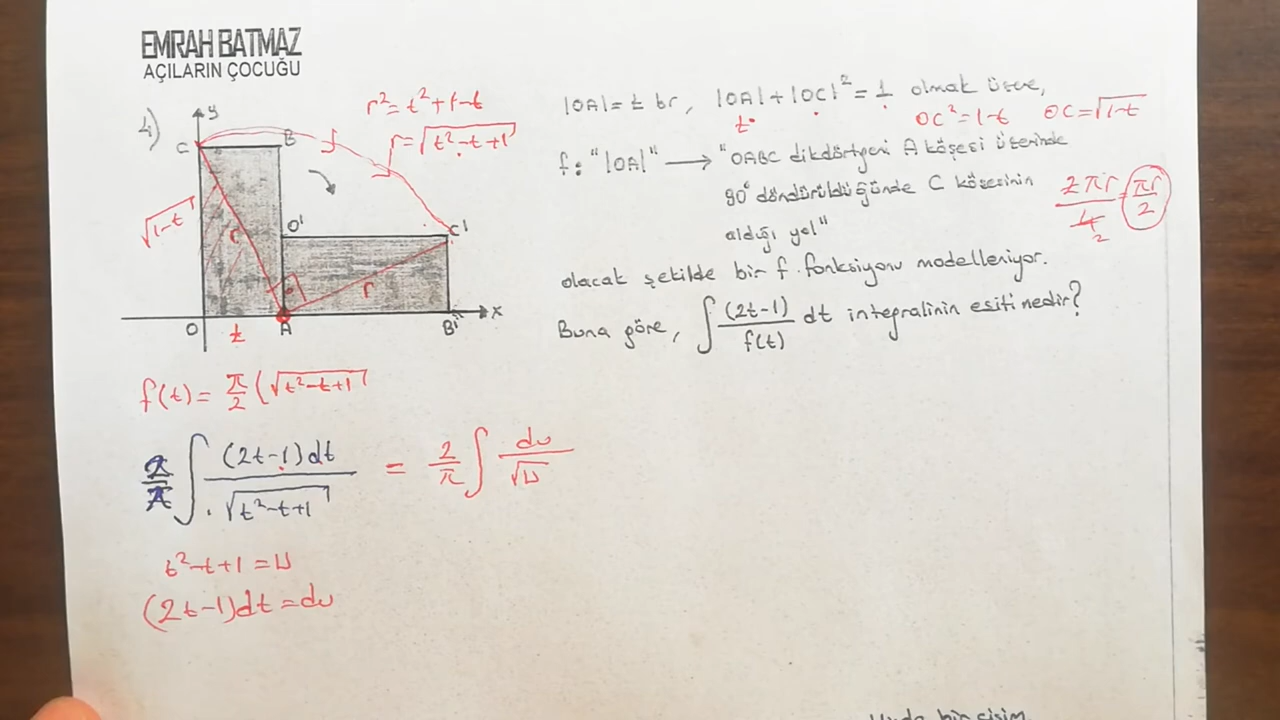 EMRAH BATMAZ
AÇILARIN ÇOCUĞU
4)
y
C
B
O'
C'
O
A
B'
x
t
r
r
√1-t
r²=t²+1-t
r=√t²-t+1
|OA|= t br, |OA|+|OC|²=1 olmak üzere,
t
OC²=1-t OC=√1-t
f: "|OA|" → "OABC dikdörtgeni A köşesi üzerinde
90° döndürüldüğünde C köşesinin
aldığı yol"
2πr/4 = πr/2
2
olacak şekilde bir f fonksiyonu modelleniyor.
Buna göre, ∫ (2t-1)/f(t) dt integralinin eşiti nedir?
f(t)= π/2 (√t²-t+1
2/π ∫ (2t-1)dt/√t²-t+1 = 2/π ∫ du/√u
t²-t+1=u
(2t-1)dt=du